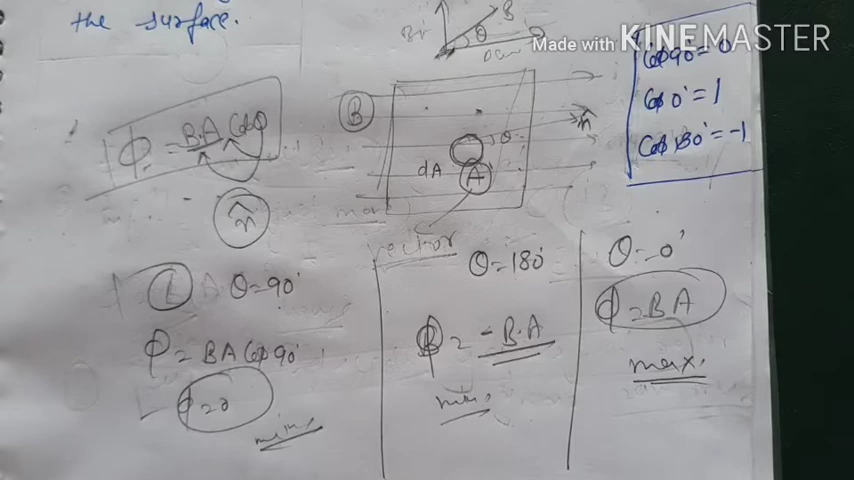 the surface.
B
θ
Made with KINEMASTER
Cos 90 = 0
Cos 0° = 1
Cos 180° = -1
ϕ = B.A Cosθ
B
θ
n̂
dA
A
n̂
vector
⊥ θ = 90°
ϕ = BA Cos 90°
ϕ = 0
mini.
θ = 180°
ϕ = - B.A
min.
θ = 0°
ϕ = BA
max.